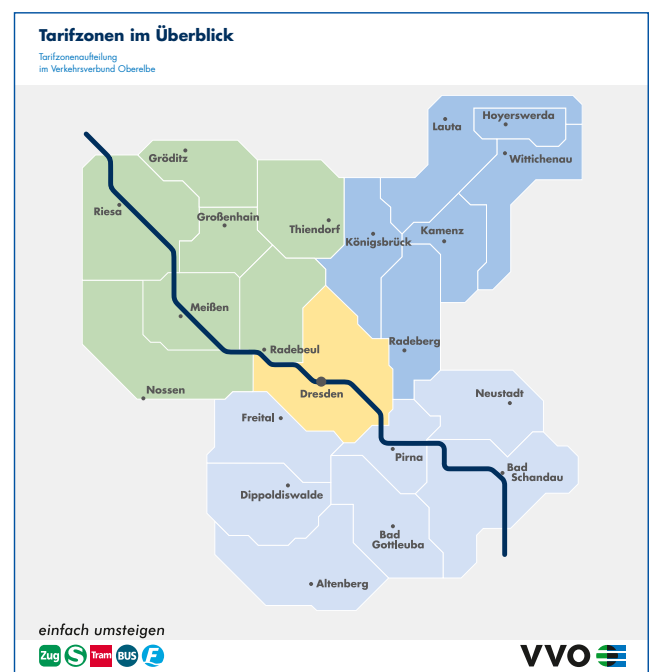 Tarifzonen im Überblick
Tarifzonenaufteilung
im Verkehrsverbund Oberelbe
Hoyerswerda
Lauta
Wittichenau
Gröditz
Riesa
Großenhain
Thiendorf
Königsbrück
Kamenz
Meißen
Radebeul
Radeberg
Nossen
Dresden
Neustadt
Freital
Pirna
Bad
Schandau
Dippoldiswalde
Bad
Gottleuba
Altenberg
einfach umsteigen
Zug S Tram BUS F
VVO